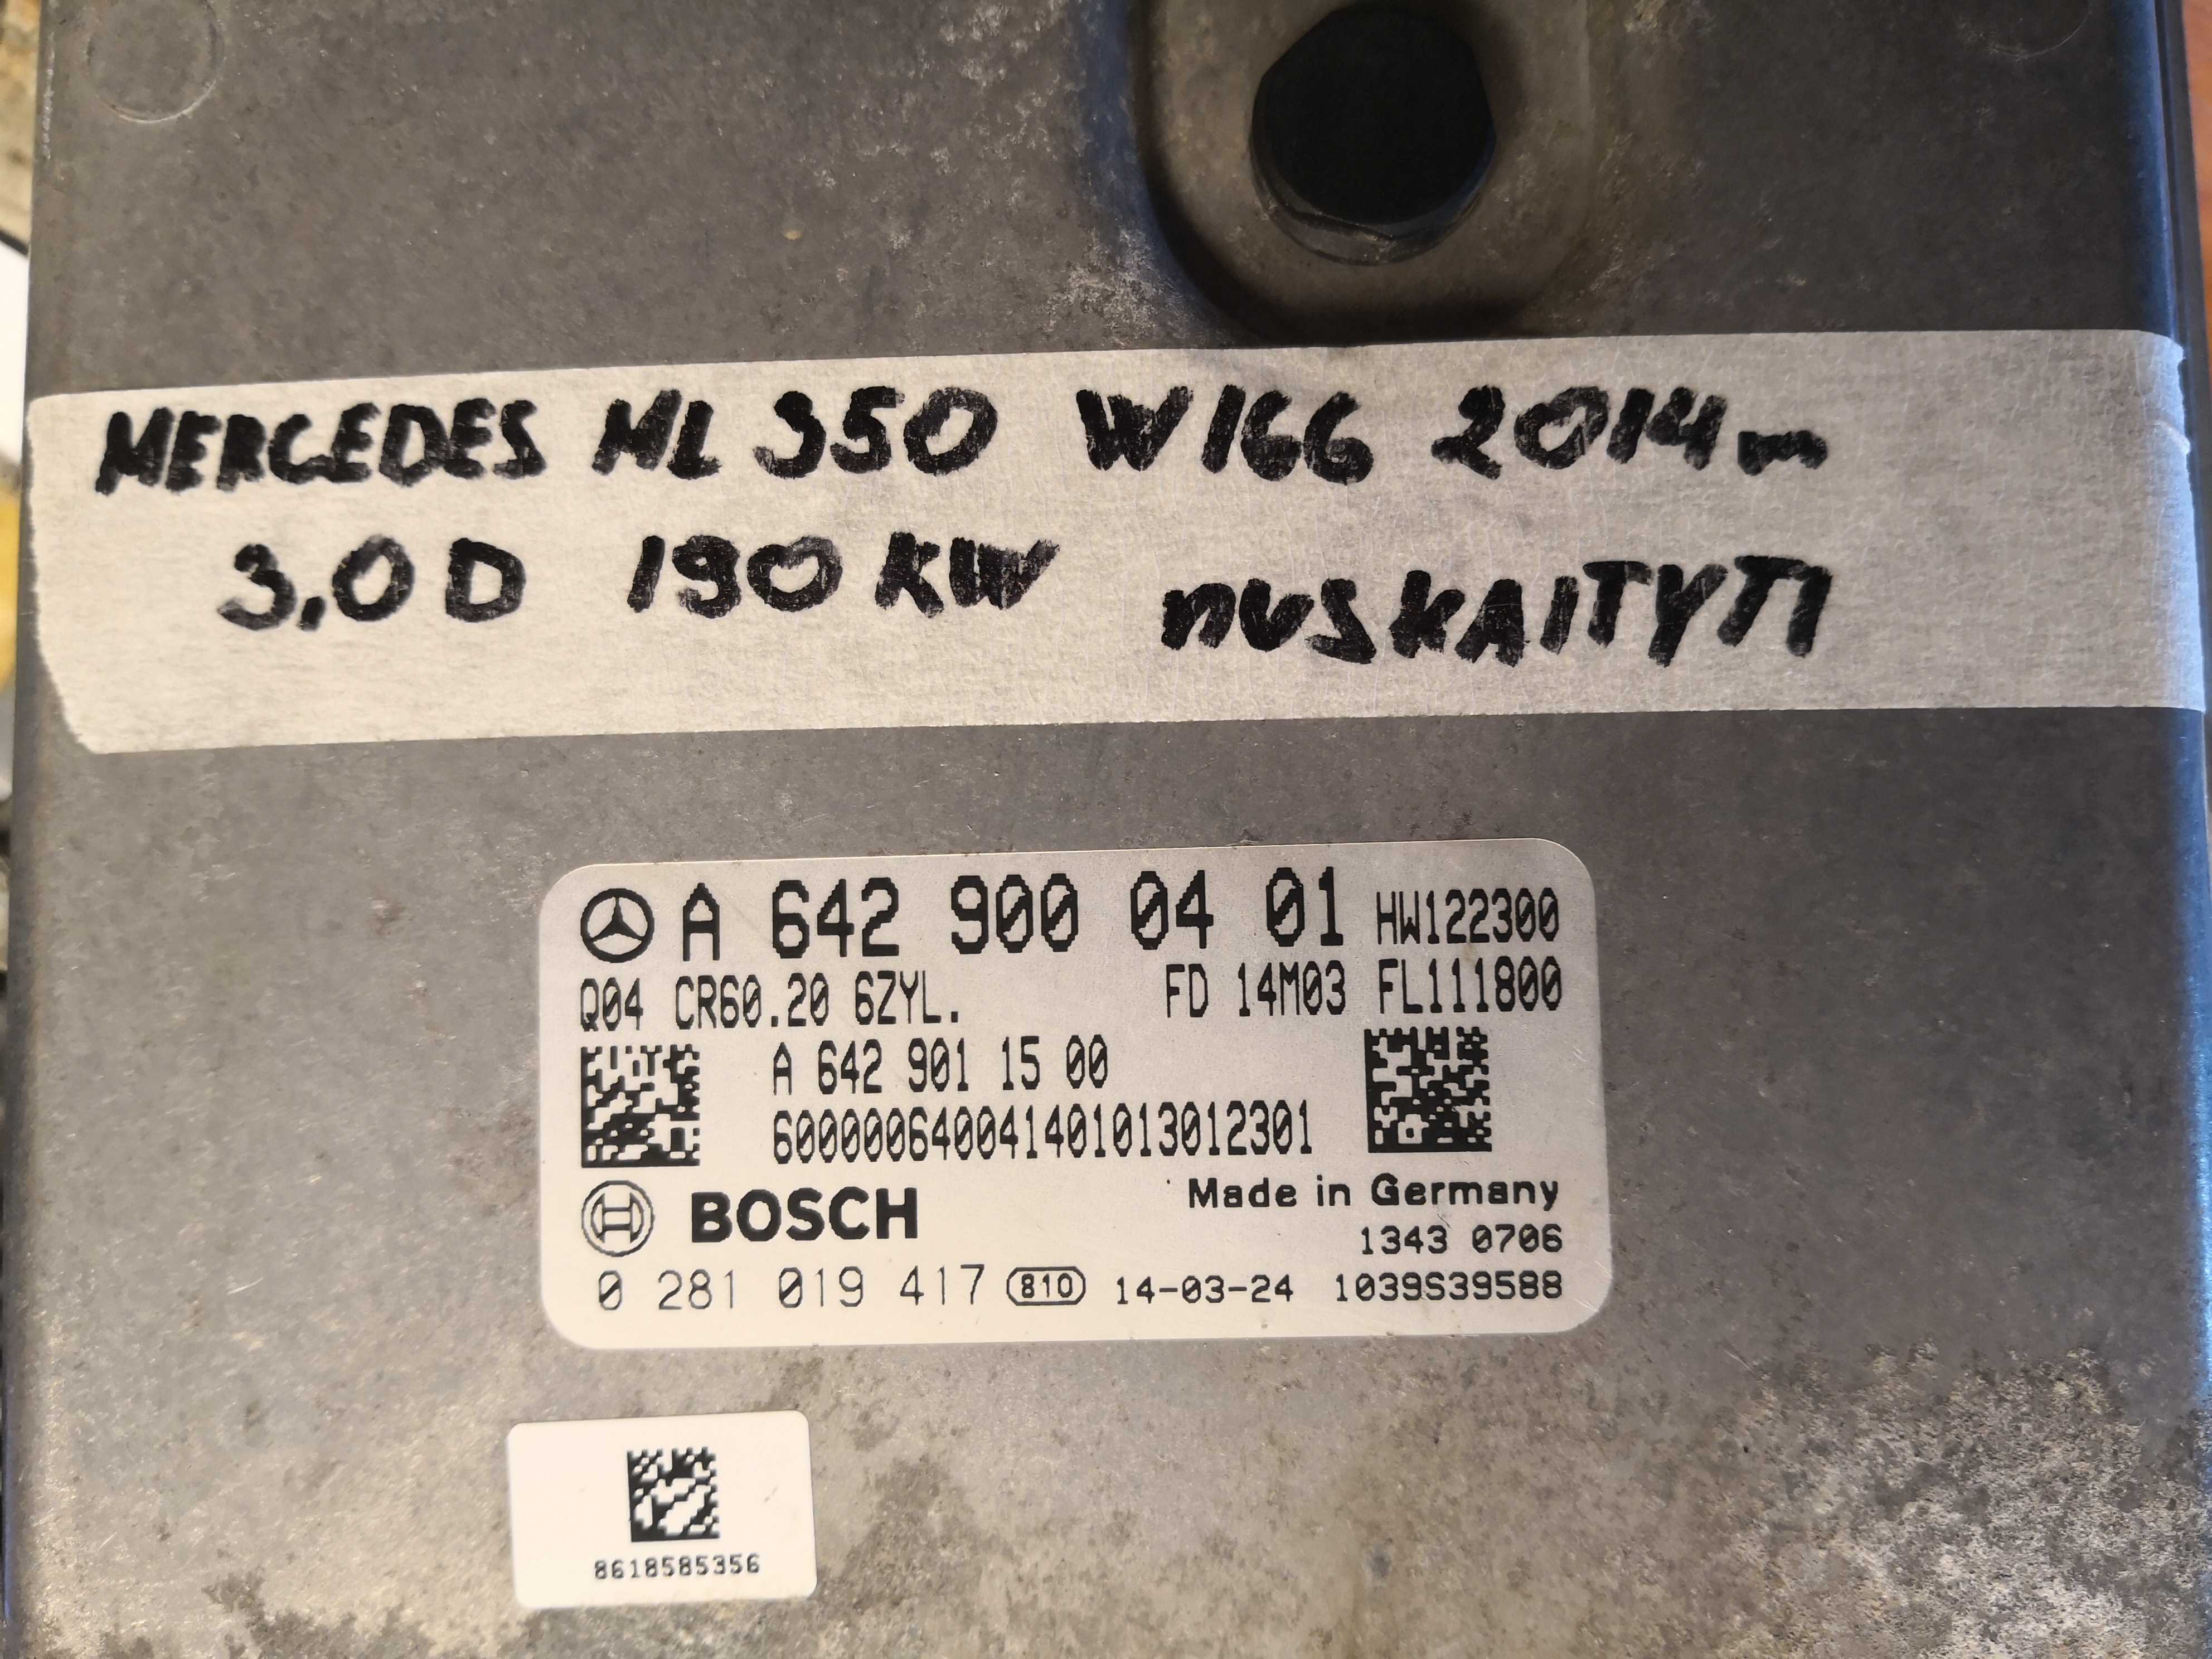 MERCEDES ML 350 W166 2014m
3,0 D 190 KW NUSKAITYTI
A 642 900 04 01 HW122300
Q04 CR60.20 6ZYL. FD 14M03 FL111800
A 642 901 15 00
600000640041401013012301
BOSCH
Made in Germany
1343 0706
0 281 019 417 810 14-03-24 1039S39588
8618585356